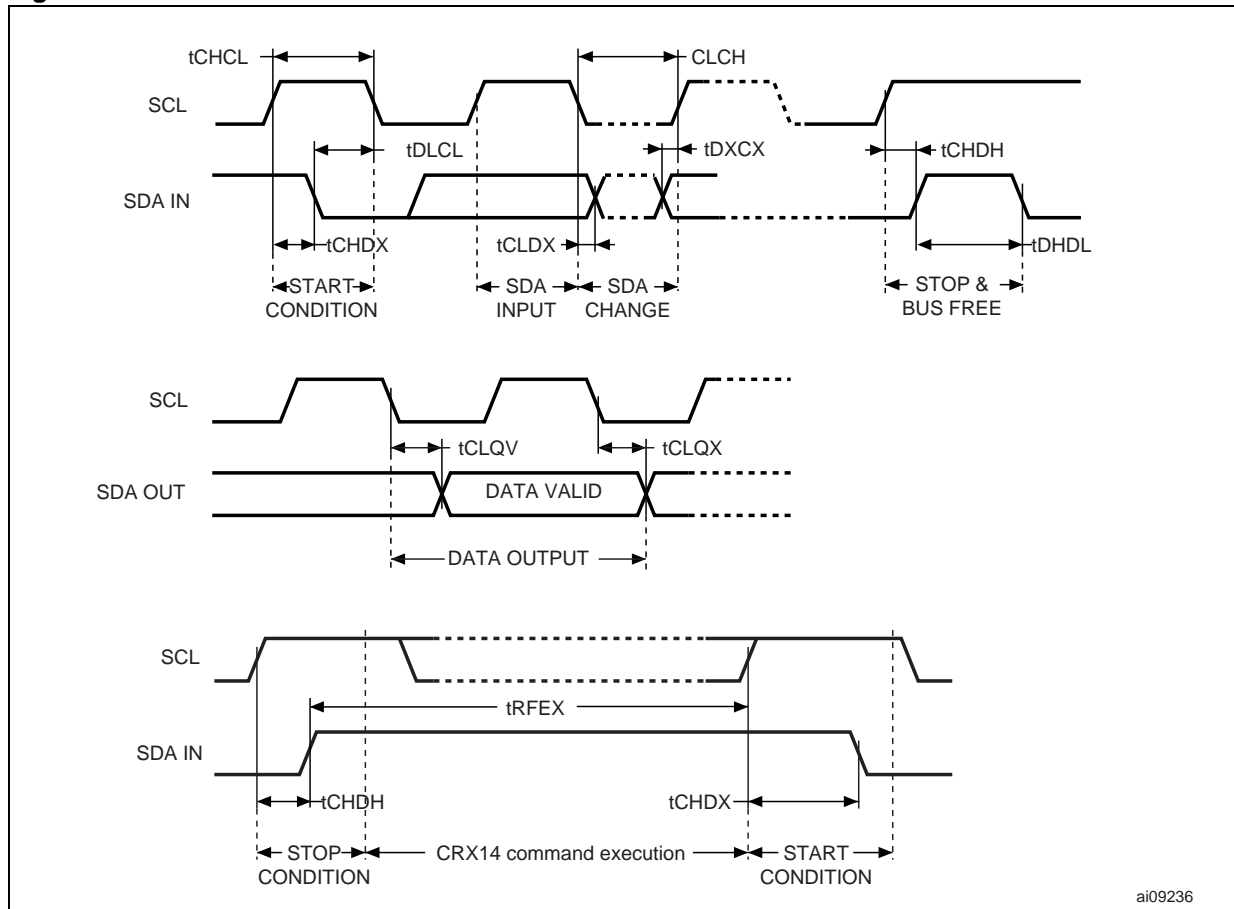 tCHCL
CLCH
SCL
tDLCL
tDXCX
tCHDH
SDA IN
tCHDX
tCLDX
tDHDL
START
CONDITION
SDA
INPUT
SDA
CHANGE
STOP &
BUS FREE
SCL
tCLQV
tCLQX
SDA OUT
DATA VALID
DATA OUTPUT
SCL
tRFEX
SDA IN
tCHDH
tCHDX
STOP
CONDITION
CRX14 command execution
START
CONDITION
ai09236